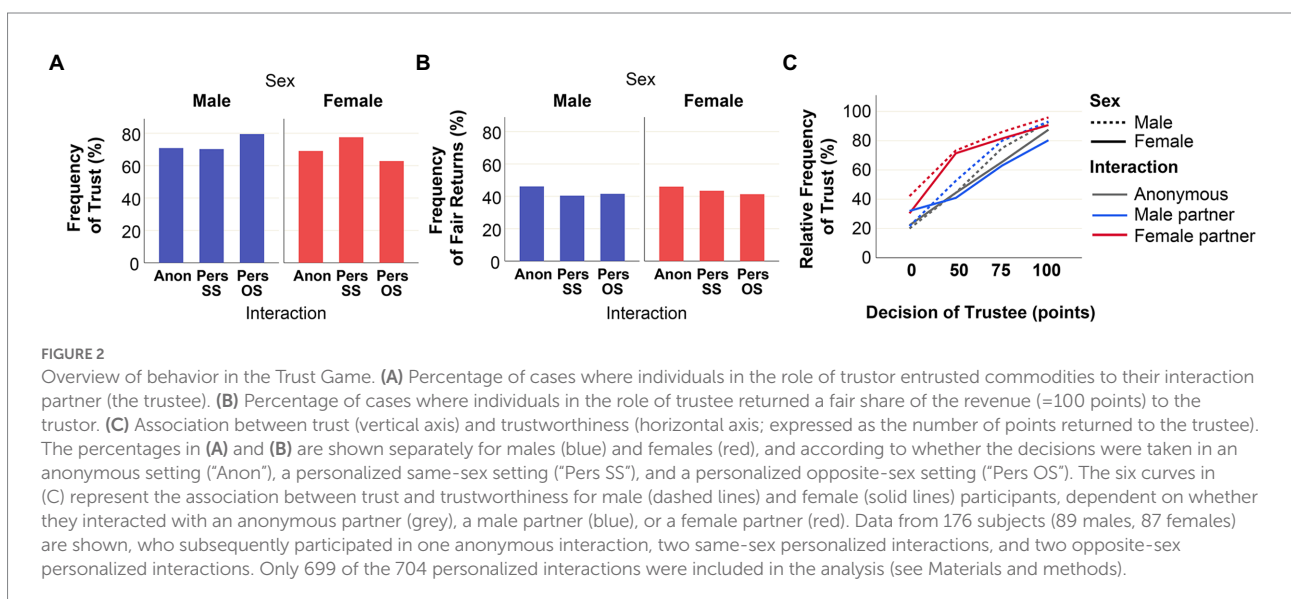 A
Sex
Male Female
Frequency
of Trust (%)
80
60
40
20
0
Anon Pers SS Pers OS Anon Pers SS Pers OS
Interaction
B
Sex
Male Female
Frequency
of Fair Returns (%)
80
60
40
20
0
Anon Pers SS Pers OS Anon Pers SS Pers OS
Interaction
C
Relative Frequency
of Trust (%)
100
80
60
40
20
0
0 50 75 100
Decision of Trustee (points)
Sex
Male
Female
Interaction
Anonymous
Male partner
Female partner
FIGURE 2
Overview of behavior in the Trust Game. (A) Percentage of cases where individuals in the role of trustor entrusted commodities to their interaction
partner (the trustee). (B) Percentage of cases where individuals in the role of trustee returned a fair share of the revenue (=100 points) to the
trustor. (C) Association between trust (vertical axis) and trustworthiness (horizontal axis; expressed as the number of points returned to the trustee).
The percentages in (A) and (B) are shown separately for males (blue) and females (red), and according to whether the decisions were taken in an
anonymous setting (“Anon”), a personalized same-sex setting (“Pers SS”), and a personalized opposite-sex setting (“Pers OS”). The six curves in
(C) represent the association between trust and trustworthiness for male (dashed lines) and female (solid lines) participants, dependent on whether
they interacted with an anonymous partner (grey), a male partner (blue), or a female partner (red). Data from 176 subjects (89 males, 87 females)
are shown, who subsequently participated in one anonymous interaction, two same-sex personalized interactions, and two opposite-sex
personalized interactions. Only 699 of the 704 personalized interactions were included in the analysis (see Materials and methods).